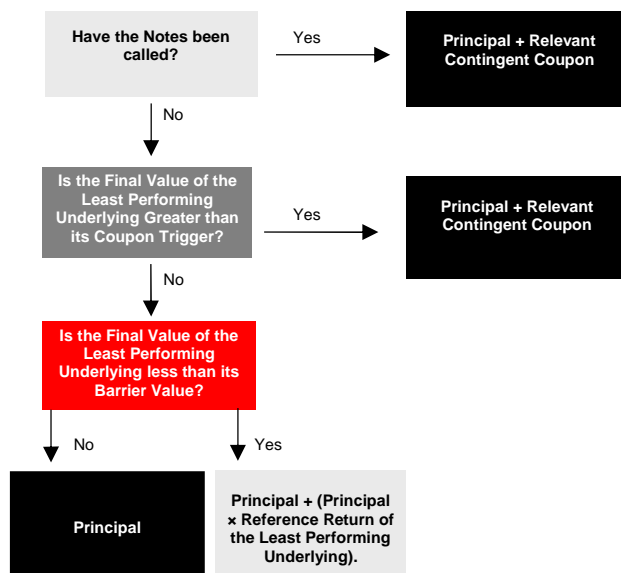 Have the Notes been
called?
Yes
Principal + Relevant
Contingent Coupon
No
Is the Final Value of the
Least Performing
Underlying Greater than
its Coupon Trigger?
Yes
Principal + Relevant
Contingent Coupon
No
Is the Final Value of the
Least Performing
Underlying less than its
Barrier Value?
No
Yes
Principal
Principal + (Principal
× Reference Return of
the Least Performing
Underlying).